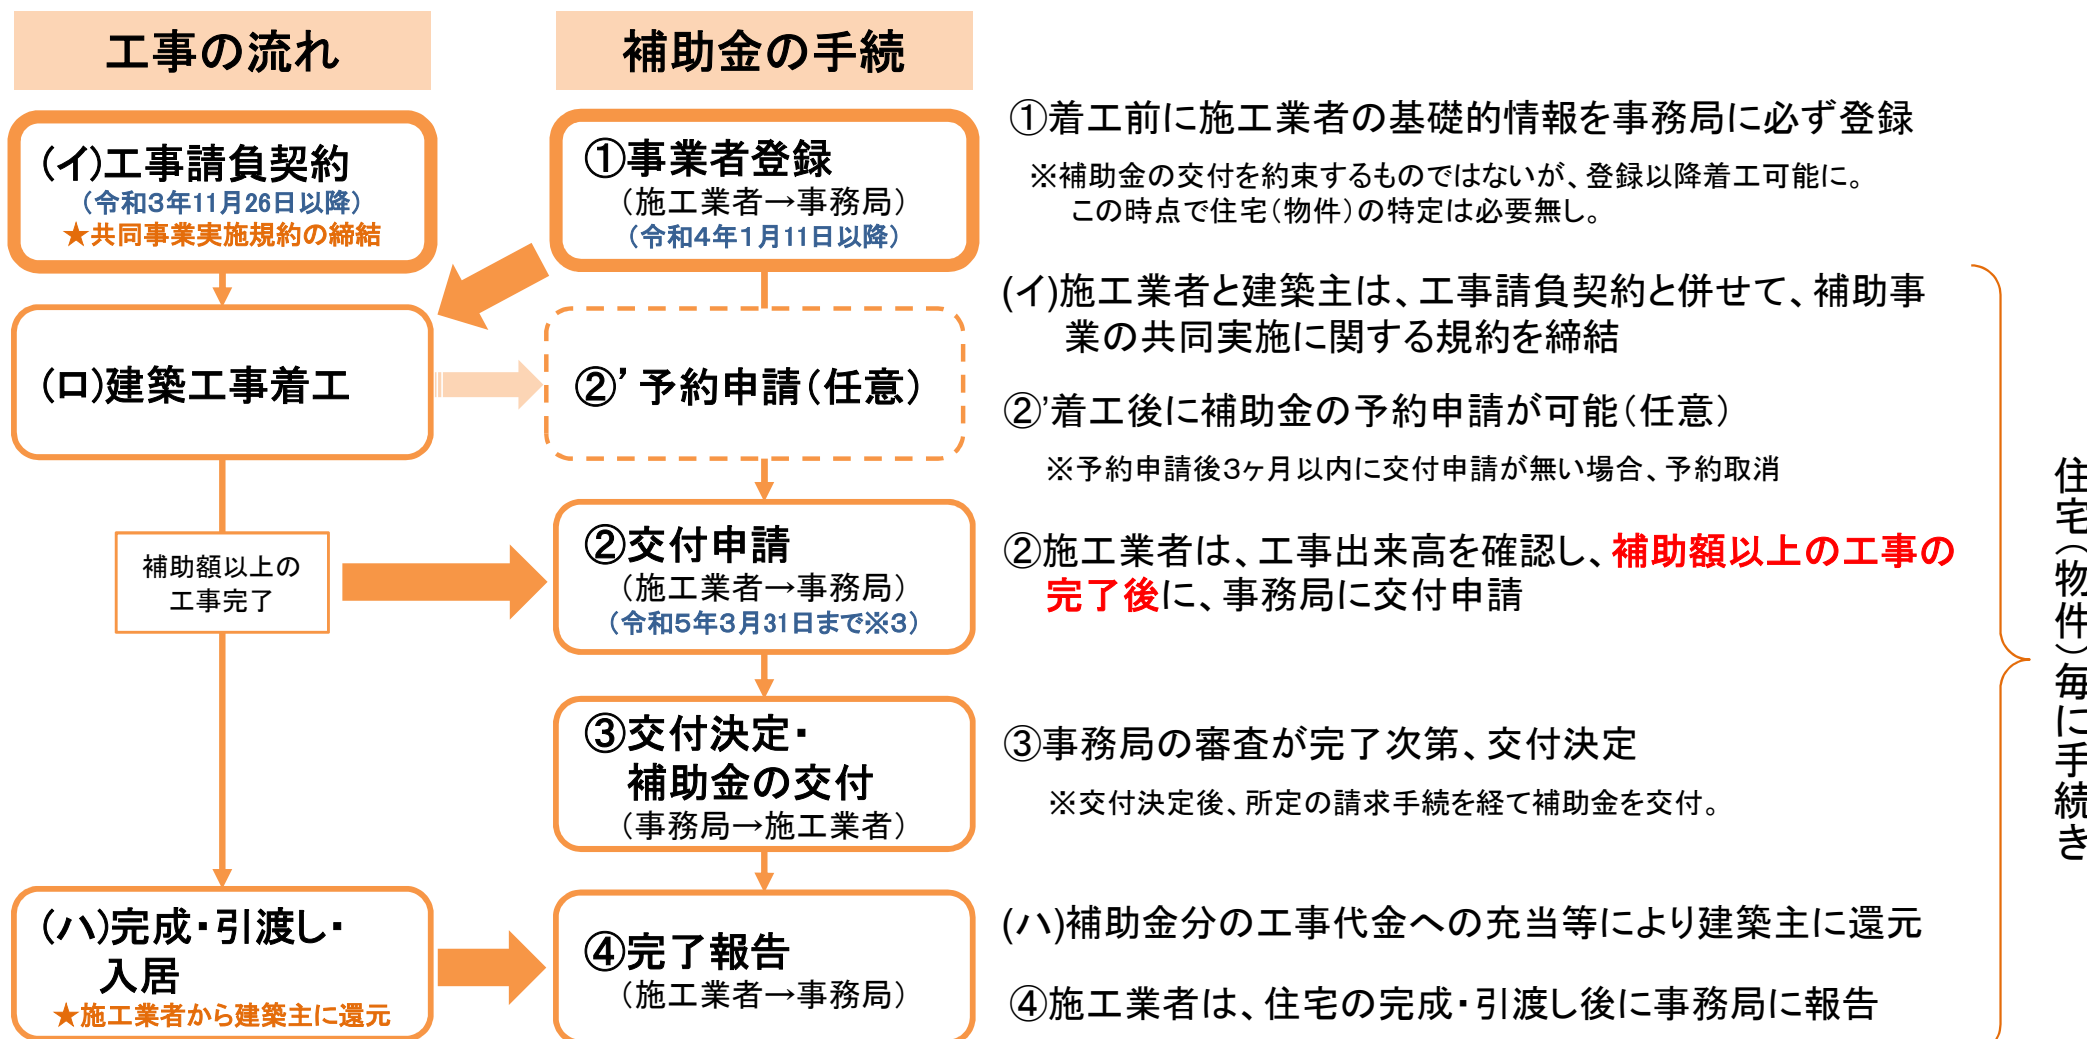 工事の流れ
補助金の手続
(イ)工事請負契約
(令和3年11月26日以降)
★共同事業実施規約の締結
(ロ)建築工事着工
補助額以上の
工事完了
(ハ)完成・引渡し・
入居
★施工業者から建築主に還元
①事業者登録
(施工業者→事務局)
(令和4年1月11日以降)
②’予約申請(任意)
②交付申請
(施工業者→事務局)
(令和5年3月31日まで※3)
③交付決定・
補助金の交付
(事務局→施工業者)
④完了報告
(施工業者→事務局)
①着工前に施工業者の基礎的情報を事務局に必ず登録
※補助金の交付を約束するものではないが、登録以降着工可能に。
この時点で住宅(物件)の特定は必要無し。
(イ)施工業者と建築主は、工事請負契約と併せて、補助事
業の共同実施に関する規約を締結
②’着工後に補助金の予約申請が可能(任意)
※予約申請後3ヶ月以内に交付申請が無い場合、予約取消
②施工業者は、工事出来高を確認し、補助額以上の工事の
完了後に、事務局に交付申請
③事務局の審査が完了次第、交付決定
※交付決定後、所定の請求手続を経て補助金を交付。
(ハ)補助金分の工事代金への充当等により建築主に還元
④施工業者は、住宅の完成・引渡し後に事務局に報告
住宅(物件)毎に手続き